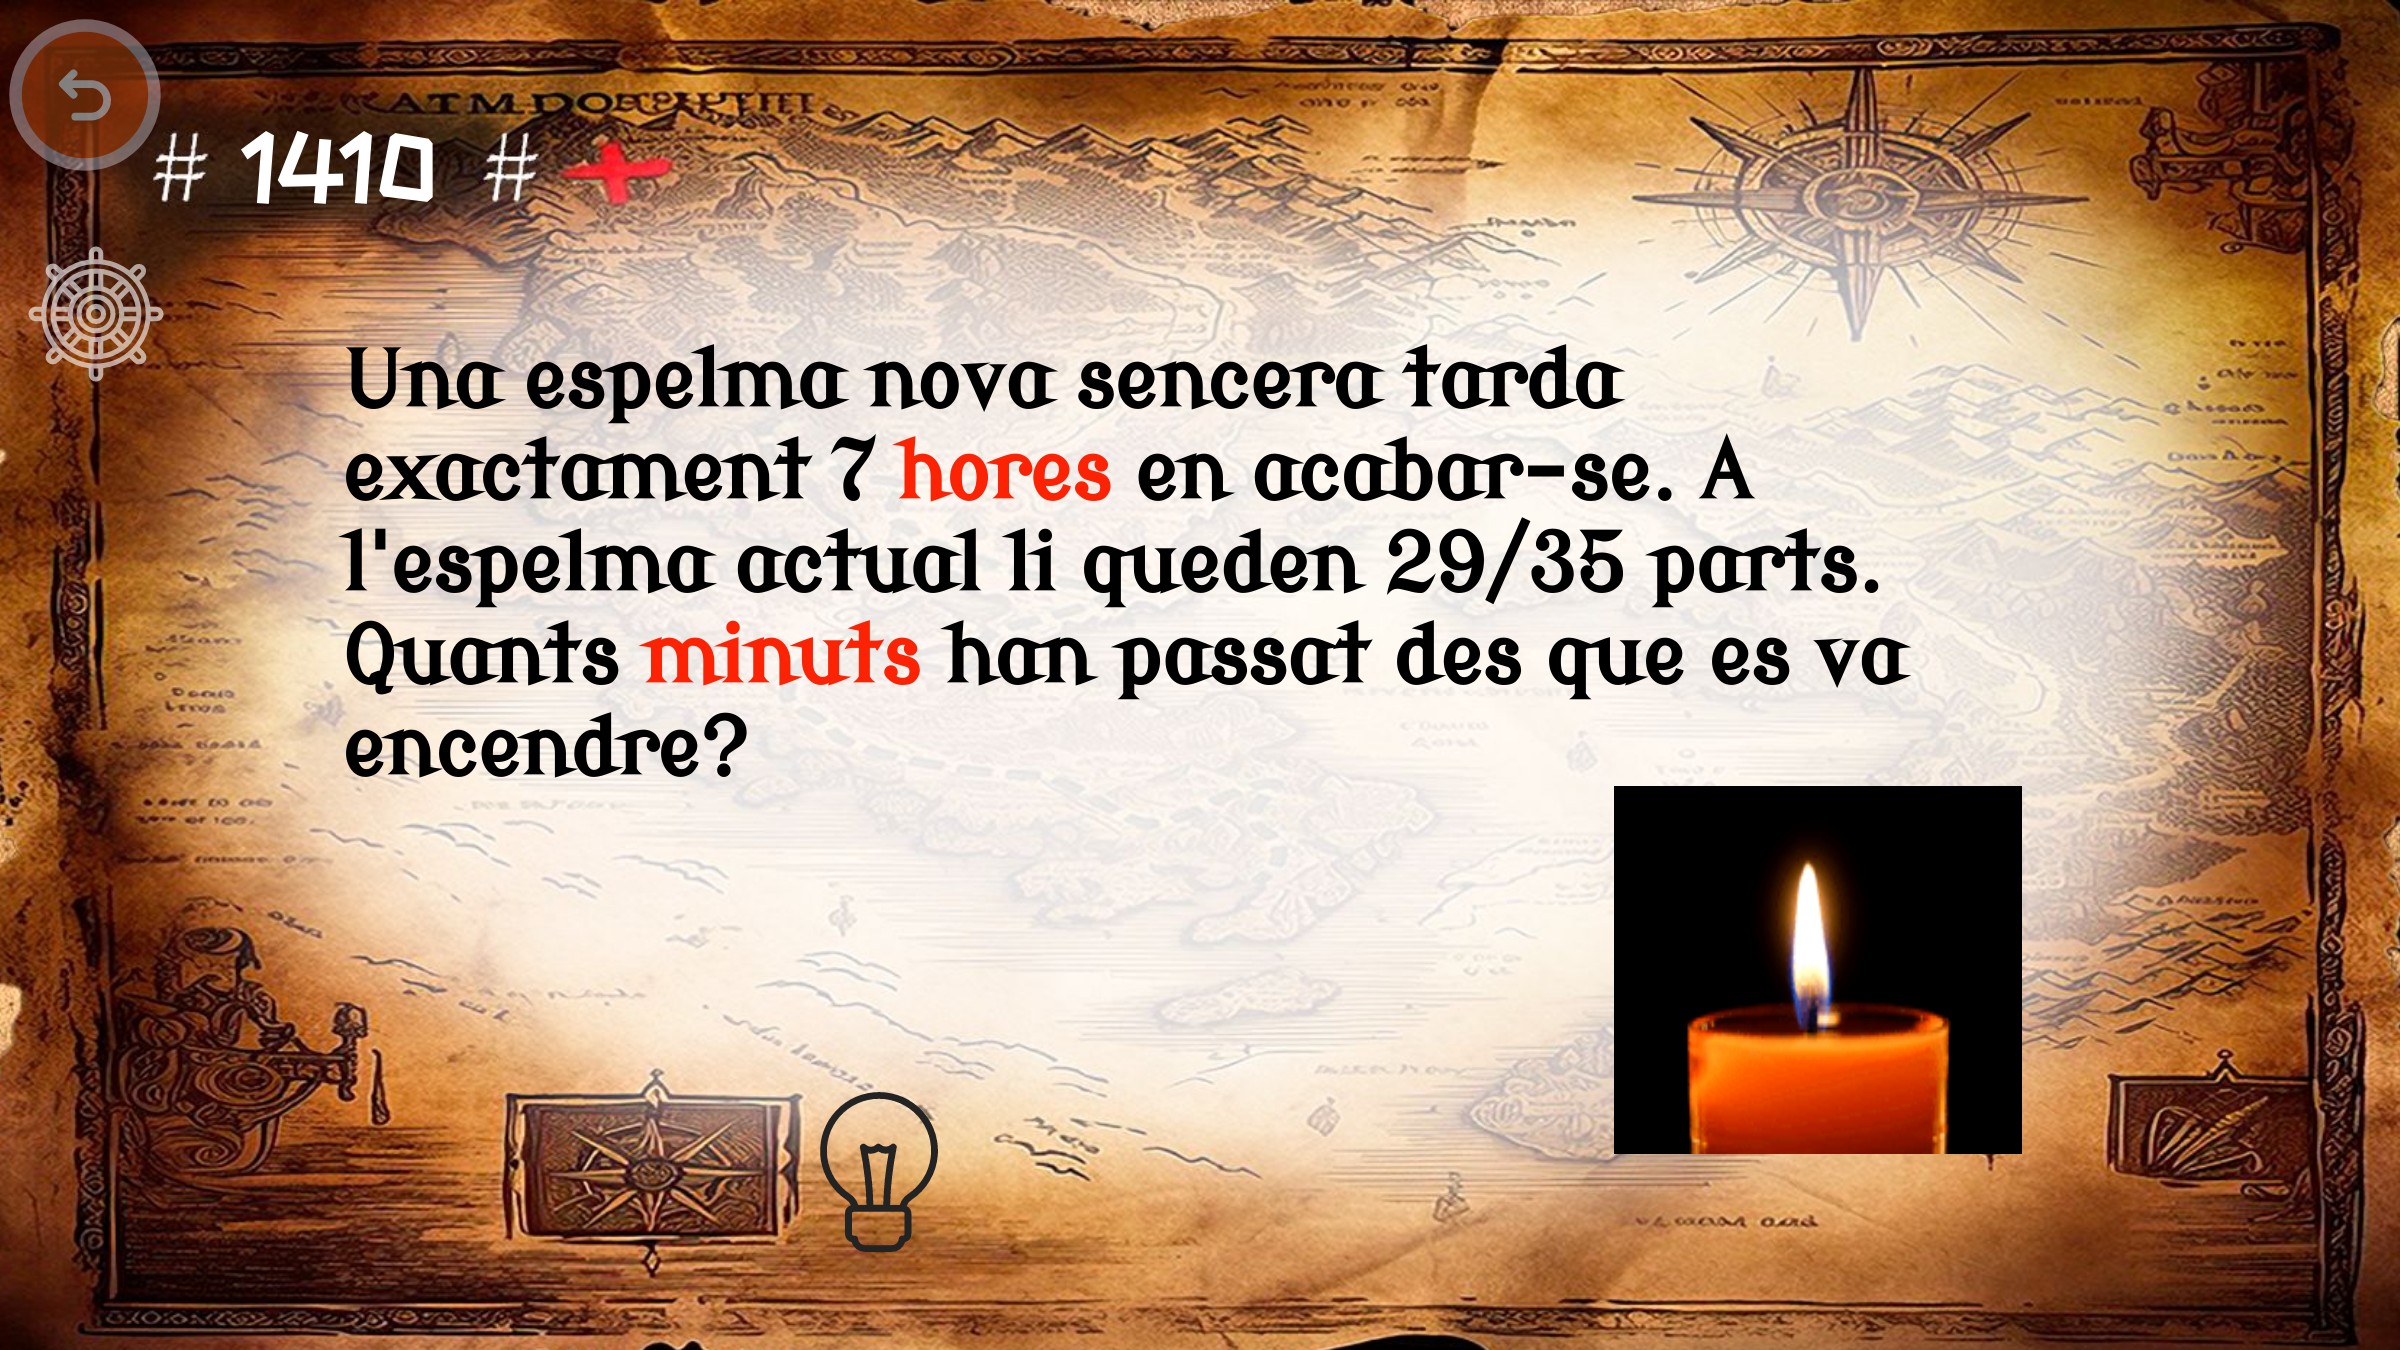 # 1410 #
Una espelma nova sencera tarda
exactament 7 hores en acabar-se. A
l'espelma actual li queden 29/35 parts.
Quants minuts han passat des que es va
encendre?